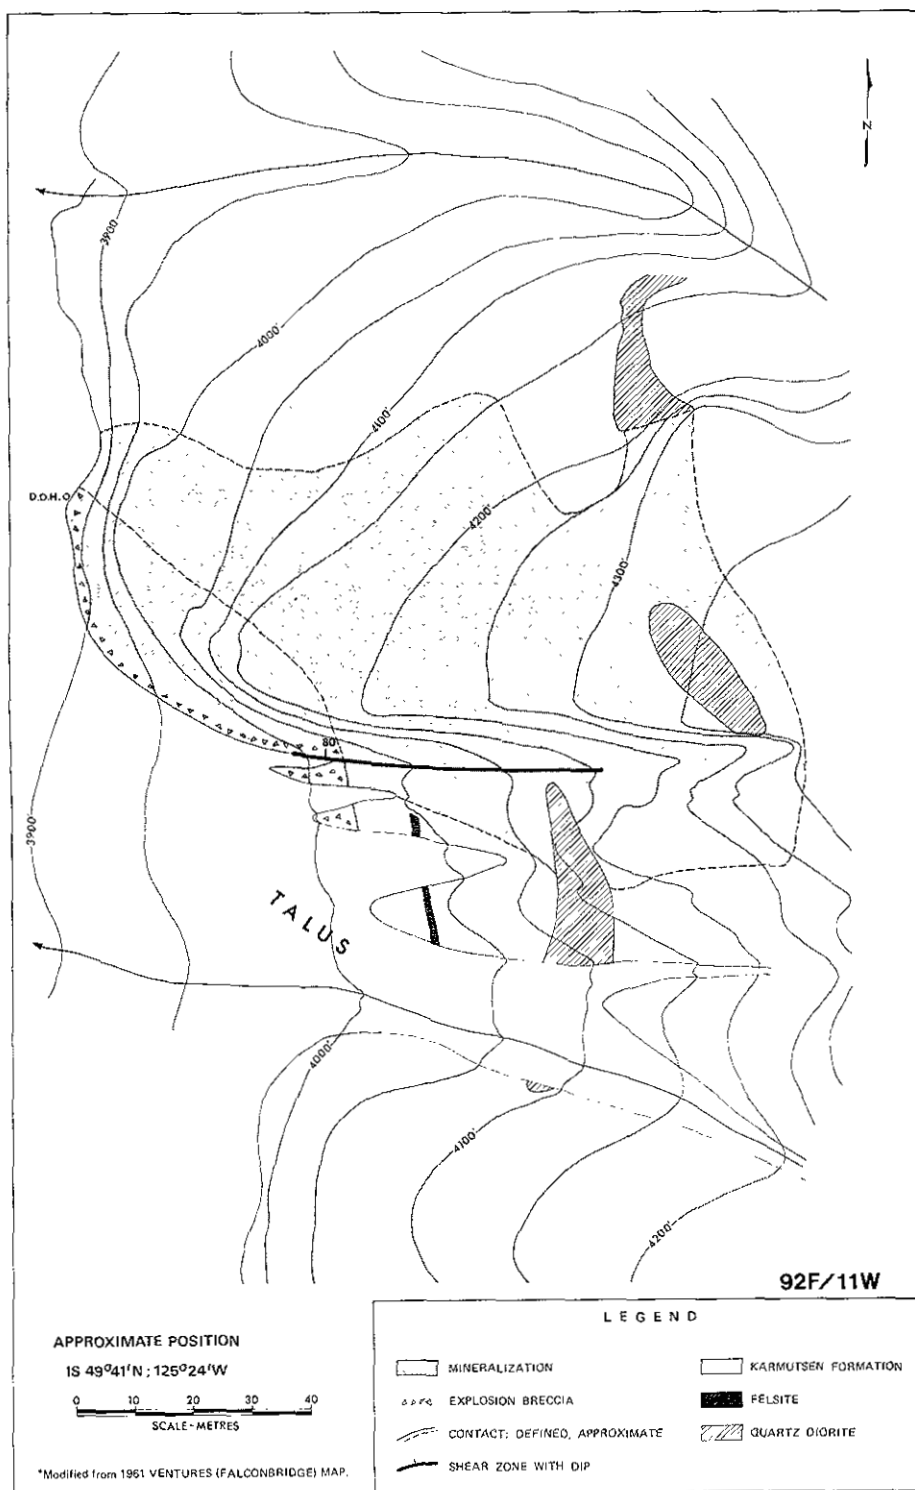 N
3900
4000'
4100'
D.D.H.O
4200'
4300'
80
3900
TALUS
4000'
4100'
4200'
92F/11W
APPROXIMATE POSITION
IS 49°41'N ; 125°24'W
0 20 40
SCALE-METRES
*Modified from 1961 VENTURES (FALCONBRIDGE) MAP.
LEGEND
MINERALIZATION
EXPLOSION BRECCIA
CONTACT: DEFINED, APPROXIMATE
SHEAR ZONE WITH DIP
KARMUTSEN FORMATION
FELSITE
QUARTZ DIORITE